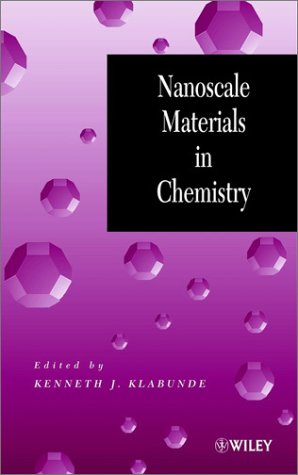 Nanoscale
Materials
in
Chemistry
Edited by
KENNETH J. KLABUNDE
WILEY